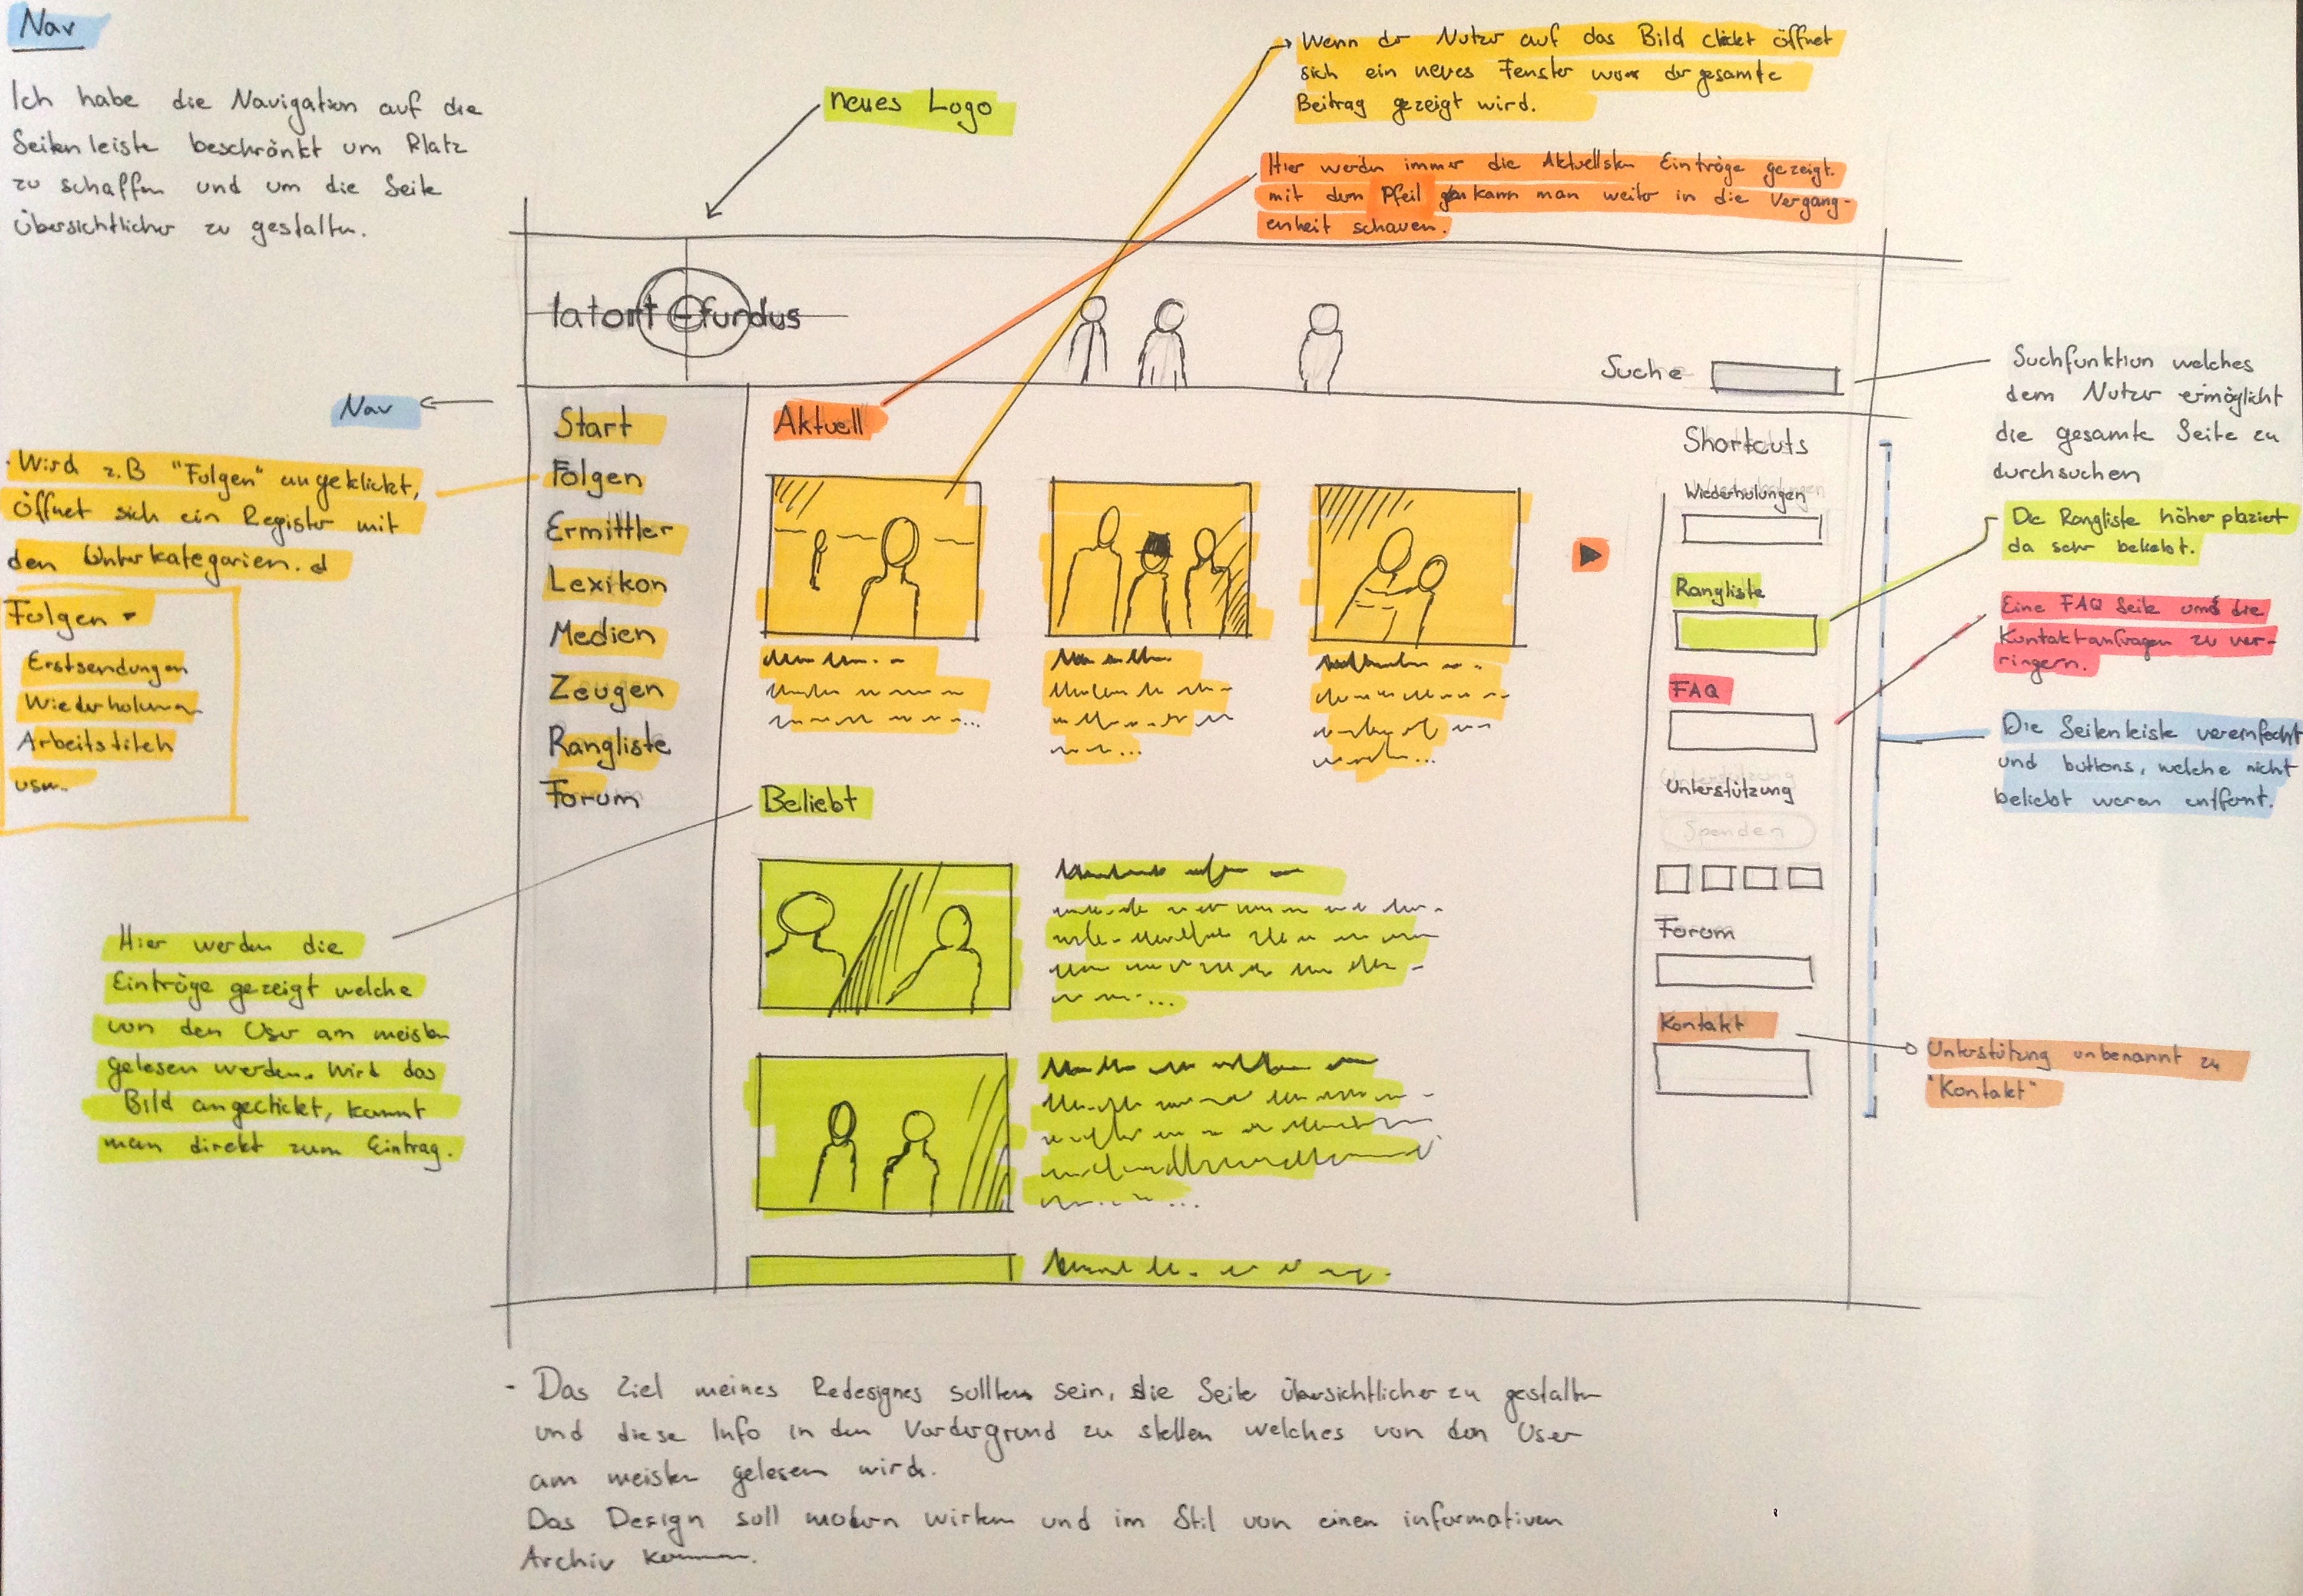 Nav
Ich habe die Navigation auf die
Seitenleiste beschränkt um Platz
zu schaffen und um die Seite
übersichtlicher zu gestalten.
neues Logo
Wenn der Nutzer auf das Bild clickt öffnet
sich ein neues Fenster wo der gesamte
Beitrag gezeigt wird.
Hier werden immer die Aktuellsten Einträge gezeigt.
mit dem Pfeil kann man weiter in die Vergang-
enheit schauen.
tatort-fundus
Suche
Suchfunktion welches
dem Nutzer ermöglicht
die gesamte Seite zu
durchsuchen
Nav
Start
Folgen
Ermittler
Lexikon
Medien
Zeugen
Rangliste
Forum
· Wird z.B "Folgen" angeklickt,
öffnet sich ein Register mit
den Unterkategorien.
Folgen
Erstsendungen
Wiederholung
Arbeitstiteln
usw.
Aktuell
Beliebt
Hier werden die
Einträge gezeigt welche
von den User am meisten
gelesen werden. Wird das
Bild angeclickt, kommt
man direkt zum Eintrag.
Shortcuts
Wiederholungen
Rangliste
FAQ
Unterstützung
Spenden
Forum
Kontakt
Die Rangliste höher plaziert
da sehr beliebt.
Eine FAQ Seite um die
Kontaktanfragen zu ver-
ringern.
Die Seitenleiste vereinfacht
und buttons, welche nicht
beliebt waren entfernt.
Unterstützung unbenannt zu
"Kontakt"
- Das Ziel meines Redesignes sollten sein, die Seite übersichtlicher zu gestalten
und diese Info in den Vordergrund zu stellen welches von den User
am meisten gelesen wird.
Das Design soll modern wirken und im Stil von einen informativen
Archiv kommen.